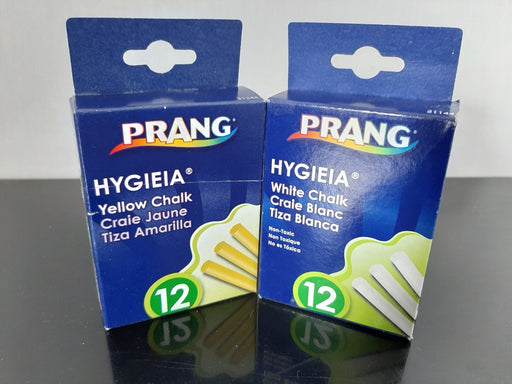 PRANG
HYGIEIA®
Yellow Chalk
Craie Jaune
Tiza Amarilla
12
PRANG
HYGIEIA®
White Chalk
Craie Blanc
Tiza Blanca
Non-Toxic
Non Toxique
No es Tóxica
12